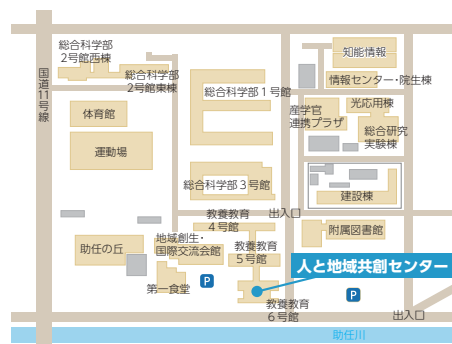 総合科学部
2号館西棟
総合科学部
2号館東棟
国道11号線
体育館
運動場
総合科学部1号館
知能情報
情報センター・院生棟
産学官
連携プラザ
光応用棟
総合研究
実験棟
総合科学部3号館
建設棟
教養教育
4号館
出入口
附属図書館
助任の丘
地域創生・
国際交流会館
教養教育
5号館
人と地域共創センター
第一食堂
P
P
教養教育
6号館
出入口
助任川